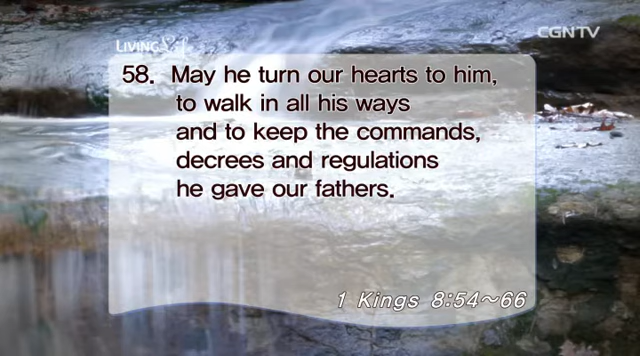 LIVING Life
CGNTV
58. May he turn our hearts to him,
to walk in all his ways
and to keep the commands,
decrees and regulations
he gave our fathers.
1 Kings 8:54~66